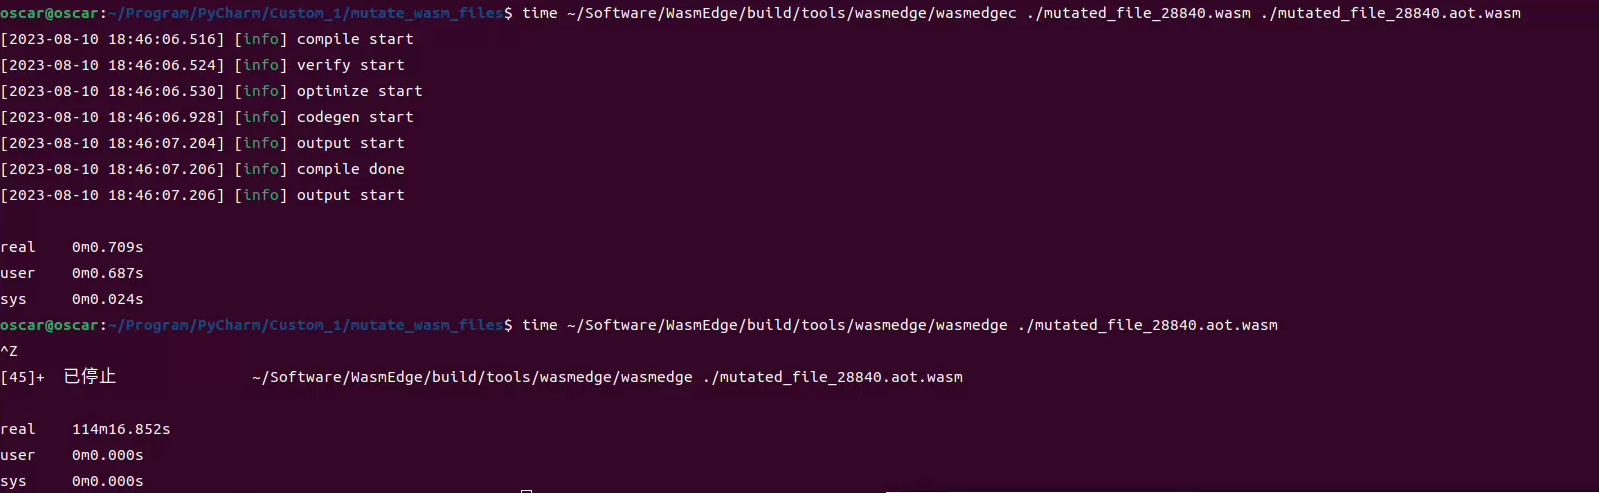 oscar@oscar:~/Program/PyCharm/Custom_1/mutate_wasm_files$ time ~/Software/WasmEdge/build/tools/wasmedge/wasmedgec ./mutated_file_28840.wasm ./mutated_file_28840.aot.wasm
[2023-08-10 18:46:06.516] [info] compile start
[2023-08-10 18:46:06.524] [info] verify start
[2023-08-10 18:46:06.530] [info] optimize start
[2023-08-10 18:46:06.928] [info] codegen start
[2023-08-10 18:46:07.204] [info] output start
[2023-08-10 18:46:07.206] [info] compile done
[2023-08-10 18:46:07.206] [info] output start
real 0m0.709s
user 0m0.687s
sys 0m0.024s
oscar@oscar:~/Program/PyCharm/Custom_1/mutate_wasm_files$ time ~/Software/WasmEdge/build/tools/wasmedge/wasmedge ./mutated_file_28840.aot.wasm
^Z
[45]+ 已停止 ~/Software/WasmEdge/build/tools/wasmedge/wasmedge ./mutated_file_28840.aot.wasm
real 114m16.852s
user 0m0.000s
sys 0m0.000s